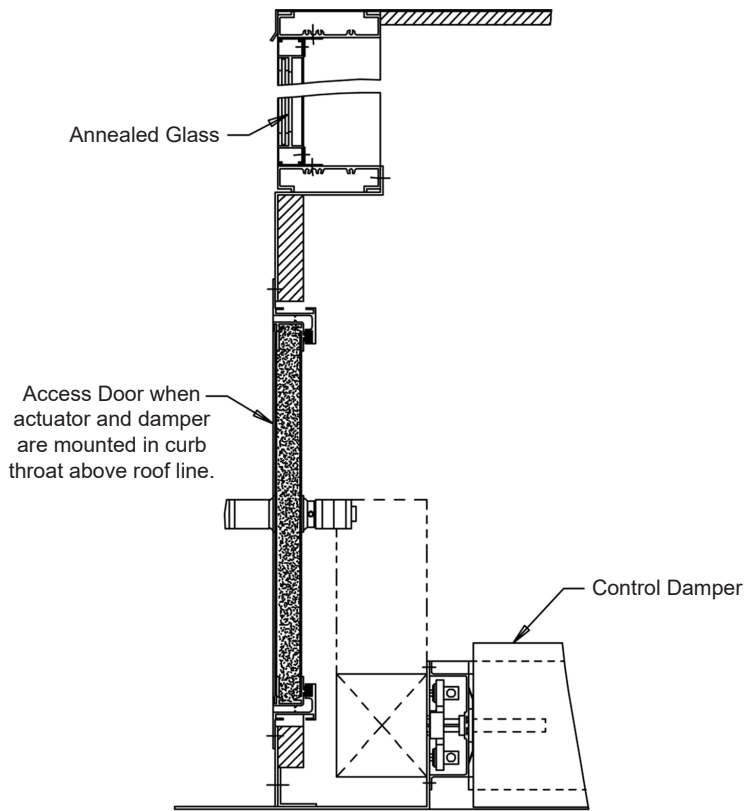 Annealed Glass
Access Door when
actuator and damper
are mounted in curb
throat above roof line.
Control Damper